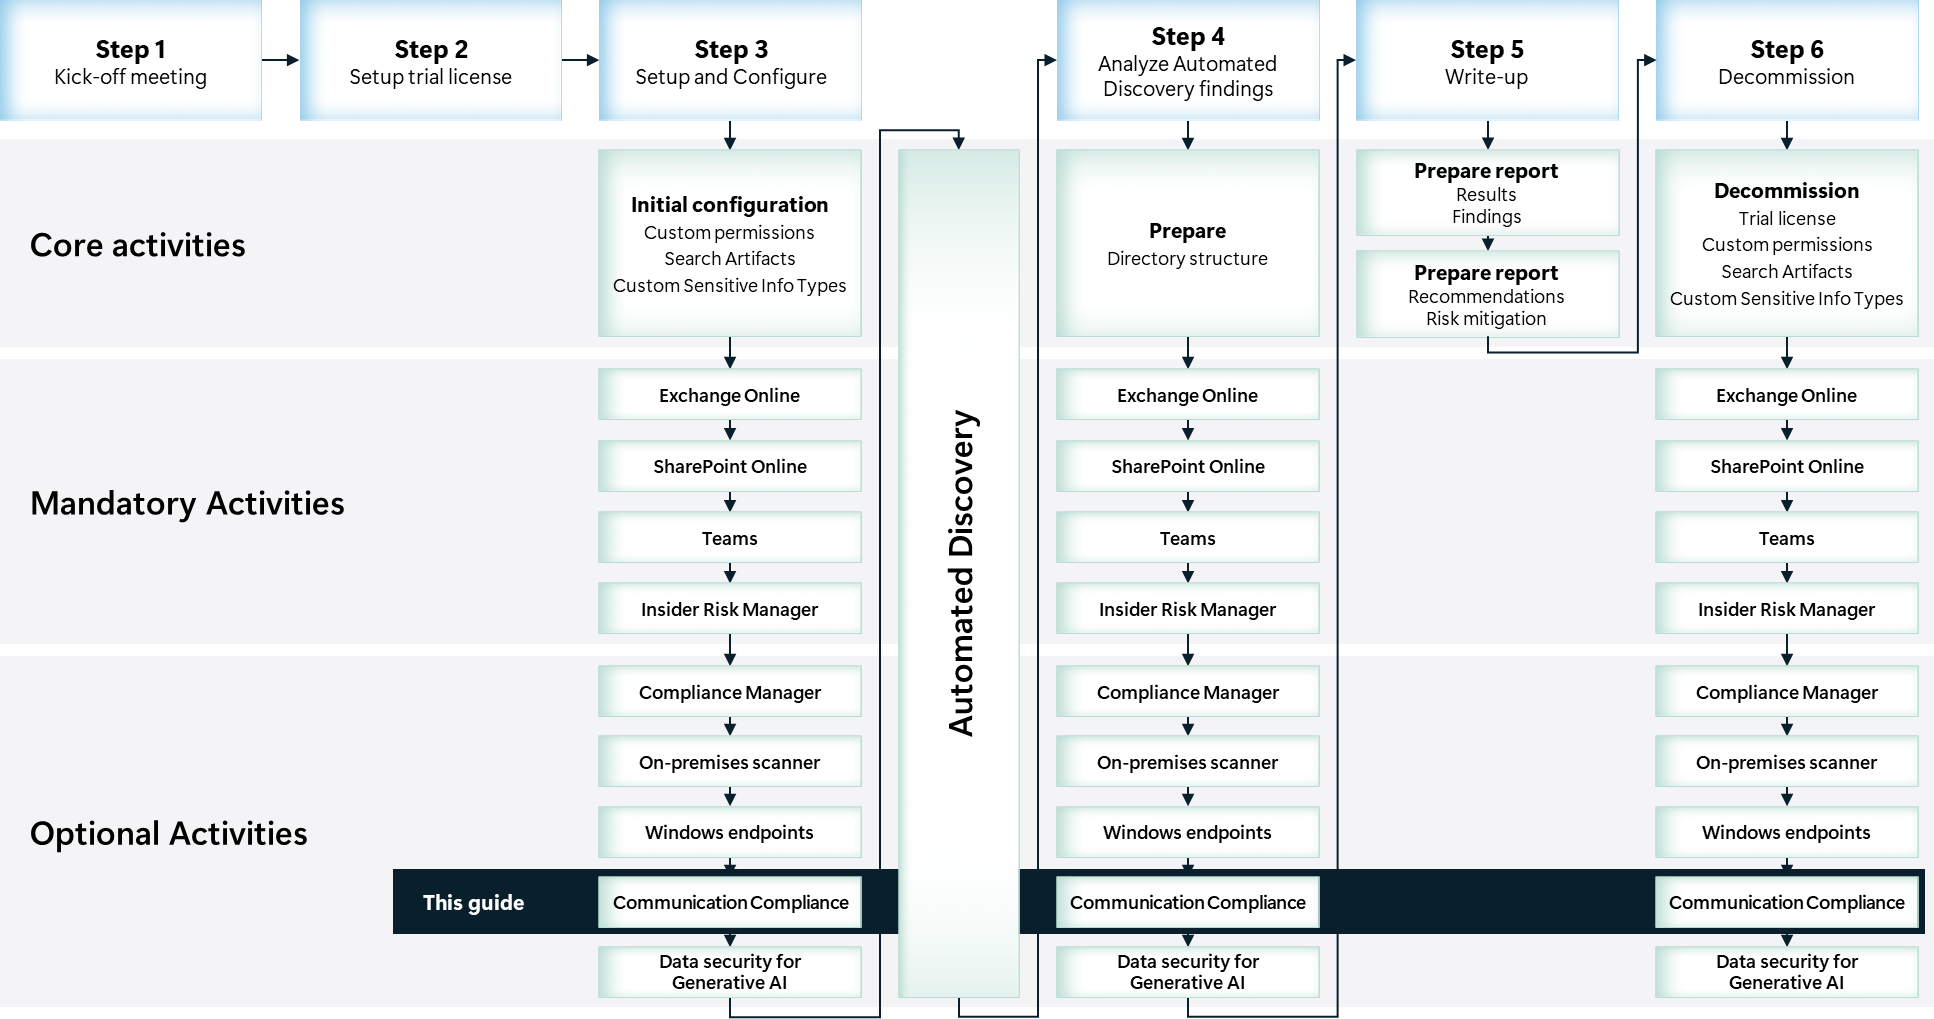 Step 1
Kick-off meeting
Step 2
Setup trial license
Step 3
Setup and Configure
Step 4
Analyze Automated
Discovery findings
Step 5
Write-up
Step 6
Decommission
Core activities
Initial configuration
Custom permissions
Search Artifacts
Custom Sensitive Info Types
Prepare
Directory structure
Prepare report
Results
Findings
Prepare report
Recommendations
Risk mitigation
Decommission
Trial license
Custom permissions
Search Artifacts
Custom Sensitive Info Types
Automated Discovery
Mandatory Activities
Exchange Online
SharePoint Online
Teams
Insider Risk Manager
Exchange Online
SharePoint Online
Teams
Insider Risk Manager
Exchange Online
SharePoint Online
Teams
Insider Risk Manager
Optional Activities
Compliance Manager
On-premises scanner
Windows endpoints
Compliance Manager
On-premises scanner
Windows endpoints
Compliance Manager
On-premises scanner
Windows endpoints
This guide
Communication Compliance
Communication Compliance
Communication Compliance
Data security for
Generative AI
Data security for
Generative AI
Data security for
Generative AI